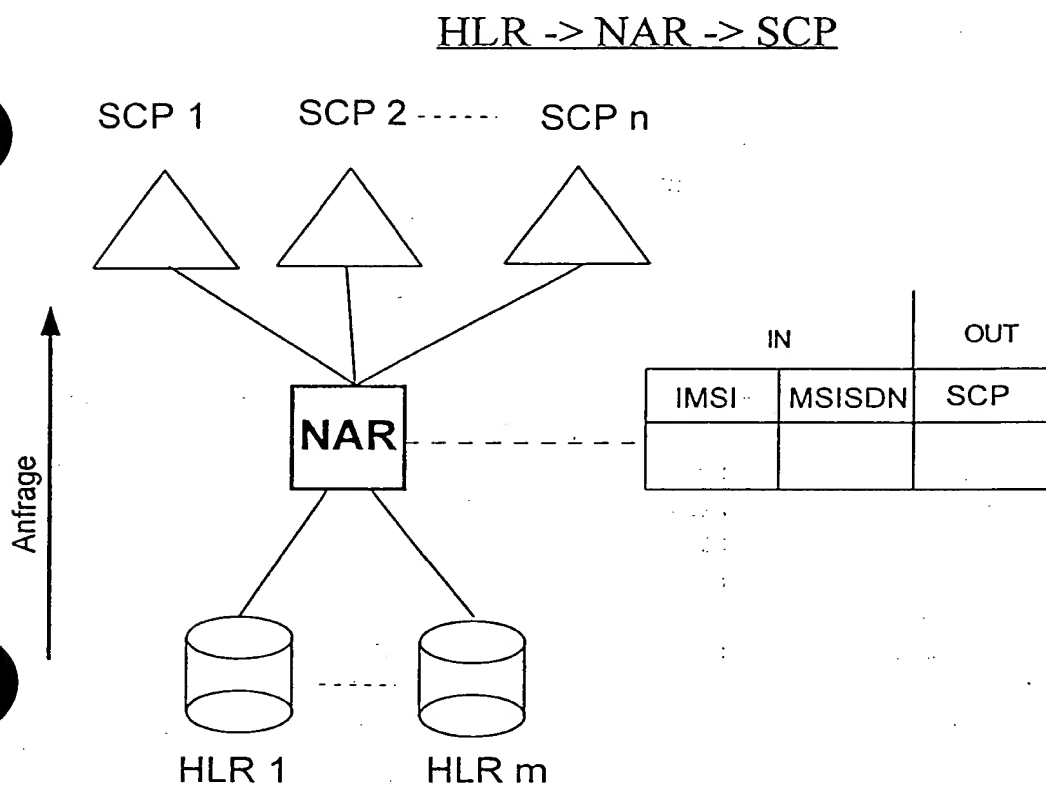 HLR -> NAR -> SCP
SCP 1 SCP 2 ------ SCP n
IN OUT
IMSI MSISDN SCP
NAR
Anfrage
HLR 1 HLR m